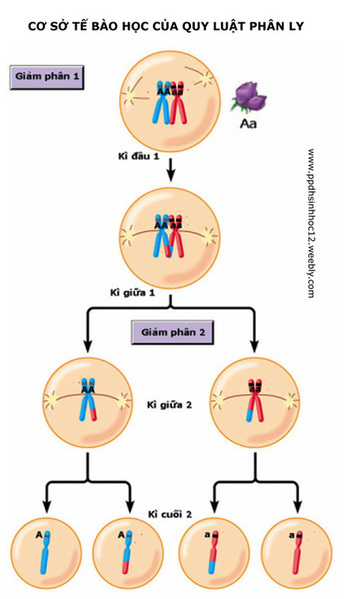 CƠ SỞ TẾ BÀO HỌC CỦA QUY LUẬT PHÂN LY
Giảm phân 1
AA aa
Aa
Kì đầu 1
www.ppdhsinhhoc12.weebly.com
AA aa
Kì giữa 1
Giảm phân 2
AA
aa
Kì giữa 2
Kì cuối 2
A
A
a
a